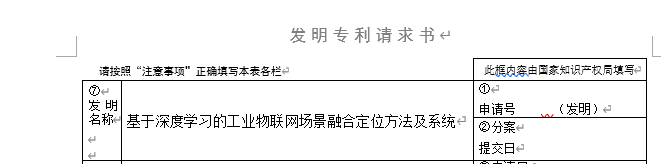 发明专利请求书
请按照“注意事项”正确填写本表各栏
此框内容由国家知识产权局填写
⑦
发明
名称
基于深度学习的工业物联网场景融合定位方法及系统
①
申请号 （发明）
②分案
提交日